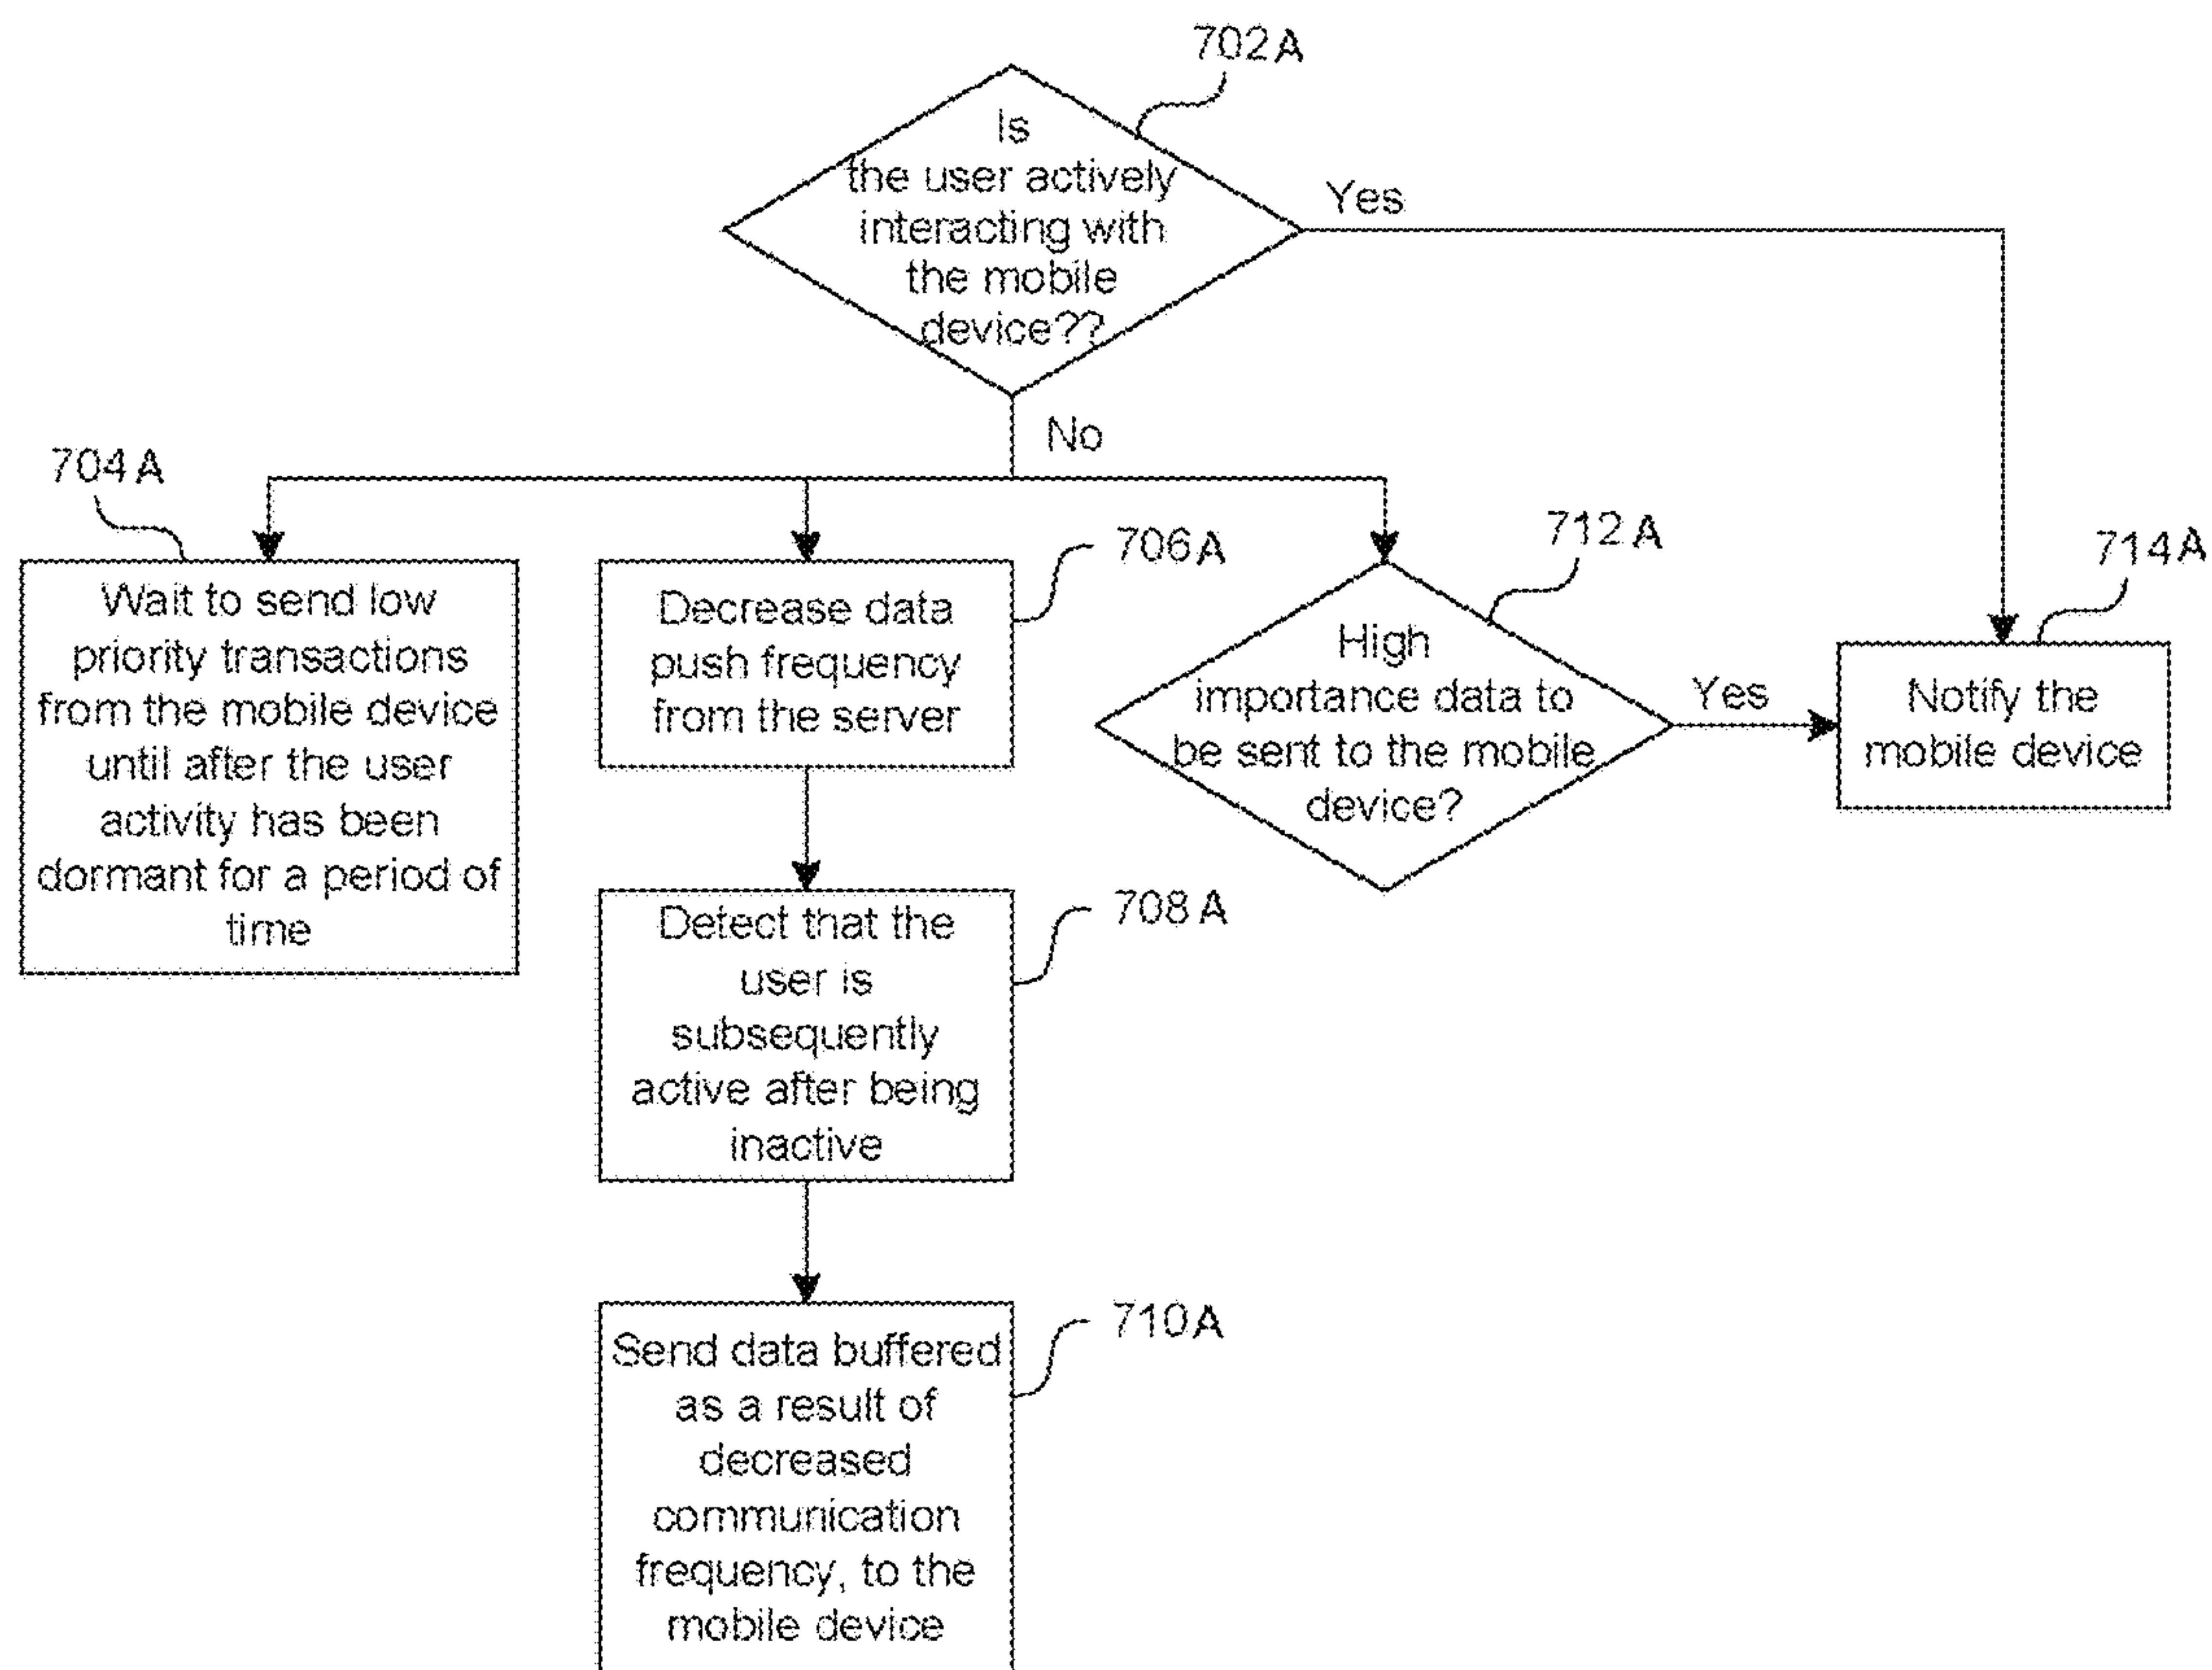 702A
Is
the user actively
interacting with
the mobile
device??
Yes
No
704A
Wait to send low
priority transactions
from the mobile device
until after the user
activity has been
dormant for a period of
time
706A
Decrease data
push frequency
from the server
712A
High
importance data to
be sent to the mobile
device?
Yes
714A
Notify the
mobile device
708A
Detect that the
user is
subsequently
active after being
inactive
710A
Send data buffered
as a result of
decreased
communication
frequency, to the
mobile device